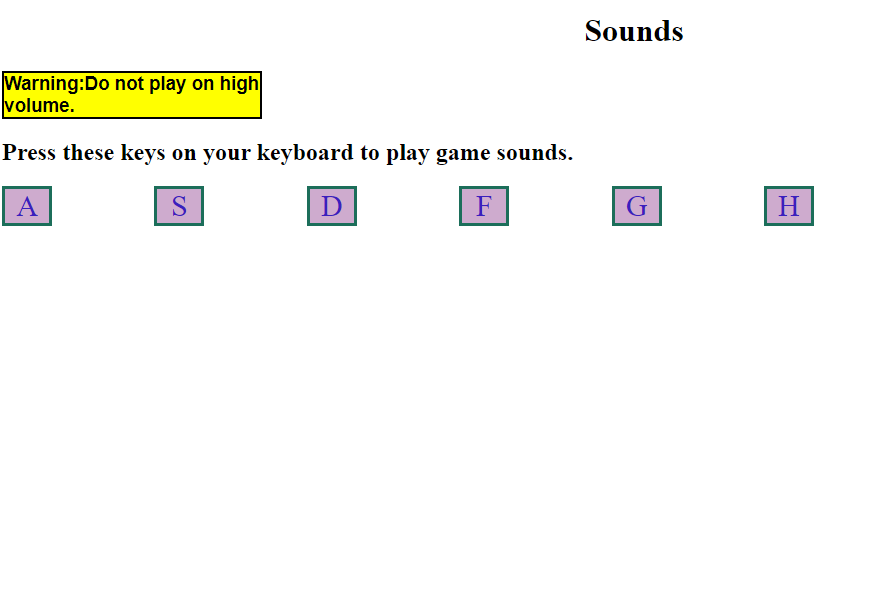 Sounds
Warning:Do not play on high
volume.
Press these keys on your keyboard to play game sounds.
A S D F G H